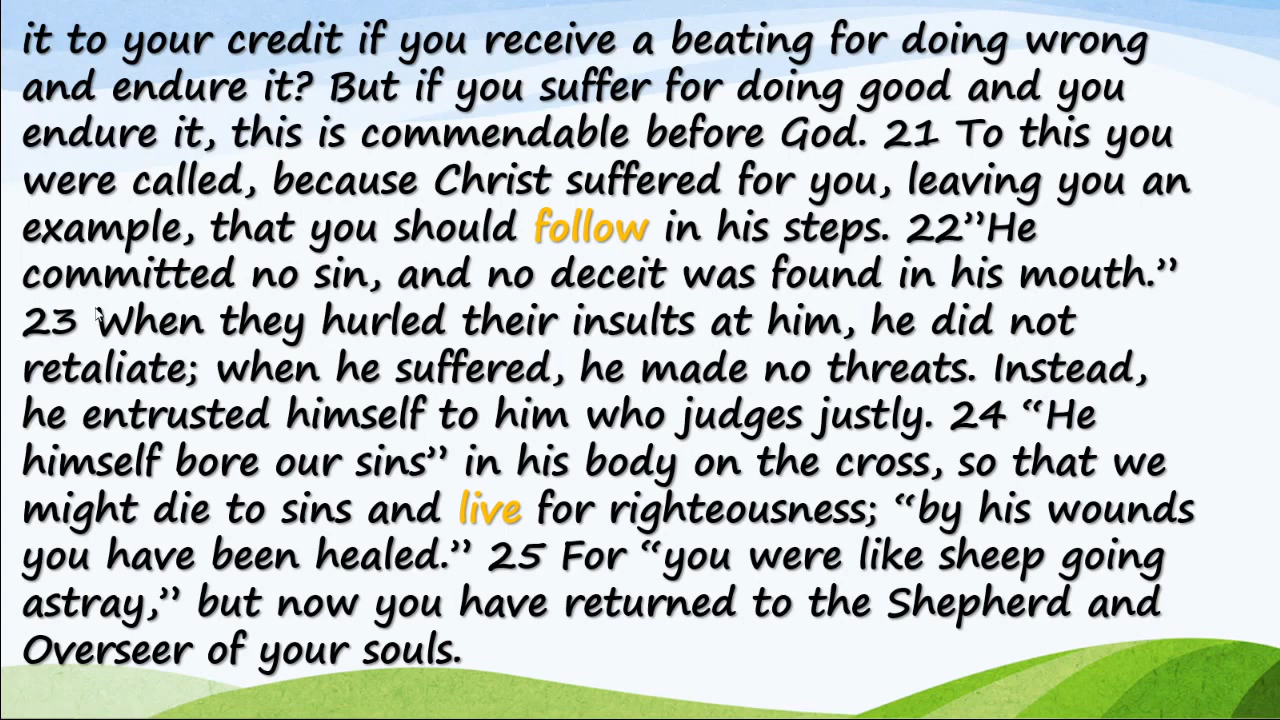 it to your credit if you receive a beating for doing wrong
and endure it? But if you suffer for doing good and you
endure it, this is commendable before God. 21 To this you
were called, because Christ suffered for you, leaving you an
example, that you should follow in his steps. 22”He
committed no sin, and no deceit was found in his mouth.”
23 When they hurled their insults at him, he did not
retaliate; when he suffered, he made no threats. Instead,
he entrusted himself to him who judges justly. 24 “He
himself bore our sins” in his body on the cross, so that we
might die to sins and live for righteousness; “by his wounds
you have been healed.” 25 For “you were like sheep going
astray,” but now you have returned to the Shepherd and
Overseer of your souls.